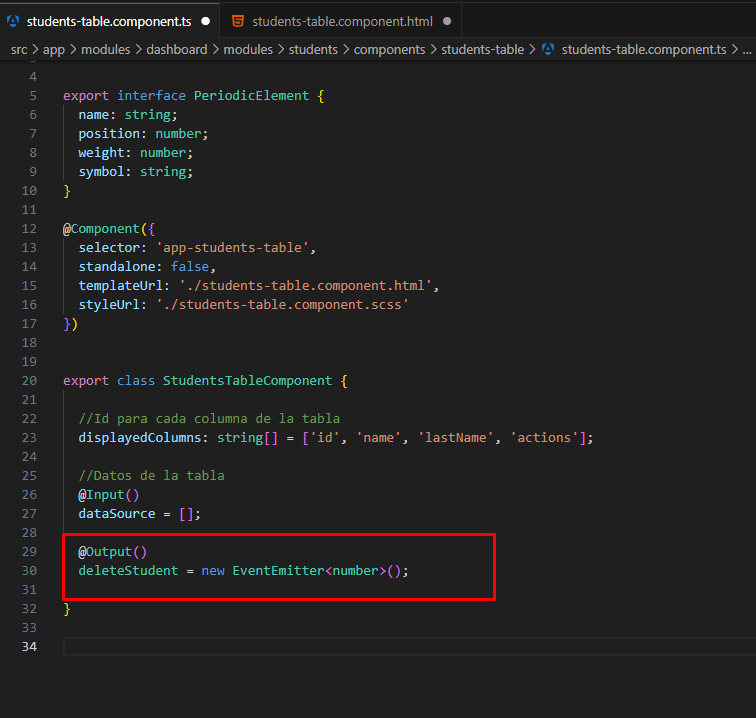 students-table.component.ts
students-table.component.html
src > app > modules > dashboard > modules > students > components > students-table > students-table.component.ts > ...
4
5 export interface PeriodicElement {
6 name: string;
7 position: number;
8 weight: number;
9 symbol: string;
10 }
11
12 @Component({
13 selector: 'app-students-table',
14 standalone: false,
15 templateUrl: './students-table.component.html',
16 styleUrl: './students-table.component.scss'
17 })
18
19
20 export class StudentsTableComponent {
21
22 //Id para cada columna de la tabla
23 displayedColumns: string[] = ['id', 'name', 'lastName', 'actions'];
24
25 //Datos de la tabla
26 @Input()
27 dataSource = [];
28
29 @Output()
30 deleteStudent = new EventEmitter<number>();
31
32 }
33
34